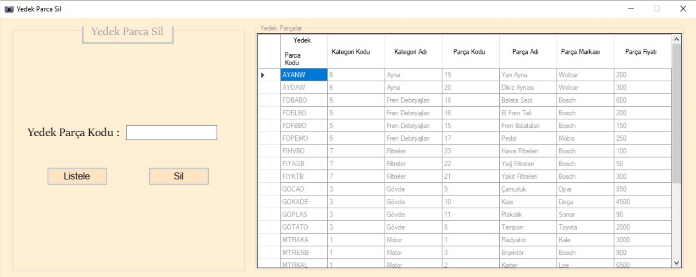 Yedek Parca Sil
Yedek Parca Sil
Yedek Parça Kodu :
Listele
Sil
Yedek Parçalar
Yedek Parça Kodu Kategori Kodu Kategori Adı Parça Kodu Parça Adı Parça Markası Parça Fiyatı
AYANW 6 Ayna 19 Yan Ayna Wolcar 200
AYDAW 6 Ayna 20 Dikiz Aynası Wolcar 300
FDBABO 5 Fren Debriyajları 18 Balata Sacı Bosch 600
FDELBO 5 Fren Debriyajları 16 El Fren Teli Bosch 200
FDFBBO 5 Fren Debriyajları 15 Fren Balataları Bosch 150
FDPEMO 5 Fren Debriyajları 17 Pedal Mobis 250
FIHVBO 7 Filtreler 23 Hava Filtreleri Bosch 100
FIYAGB 7 Filtreler 22 Yağ Filtreleri Bosch 50
FIYKTB 7 Filtreler 21 Yakıt Filtreleri Bosch 300
GOCAO 3 Gövde 9 Çamurluk Opar 850
GOKADE 3 Gövde 10 Kapı Dega 4500
GOPLAS 3 Gövde 11 Plakalık Sonar 90
GOTATO 3 Gövde 8 Tampon Toyota 2000
MTRAKA 1 Motor 1 Radyatör Kale 3000
MTRENB 1 Motor 3 Enjektör Bosch 900
MTRKAL 1 Motor 2 Karter 6500